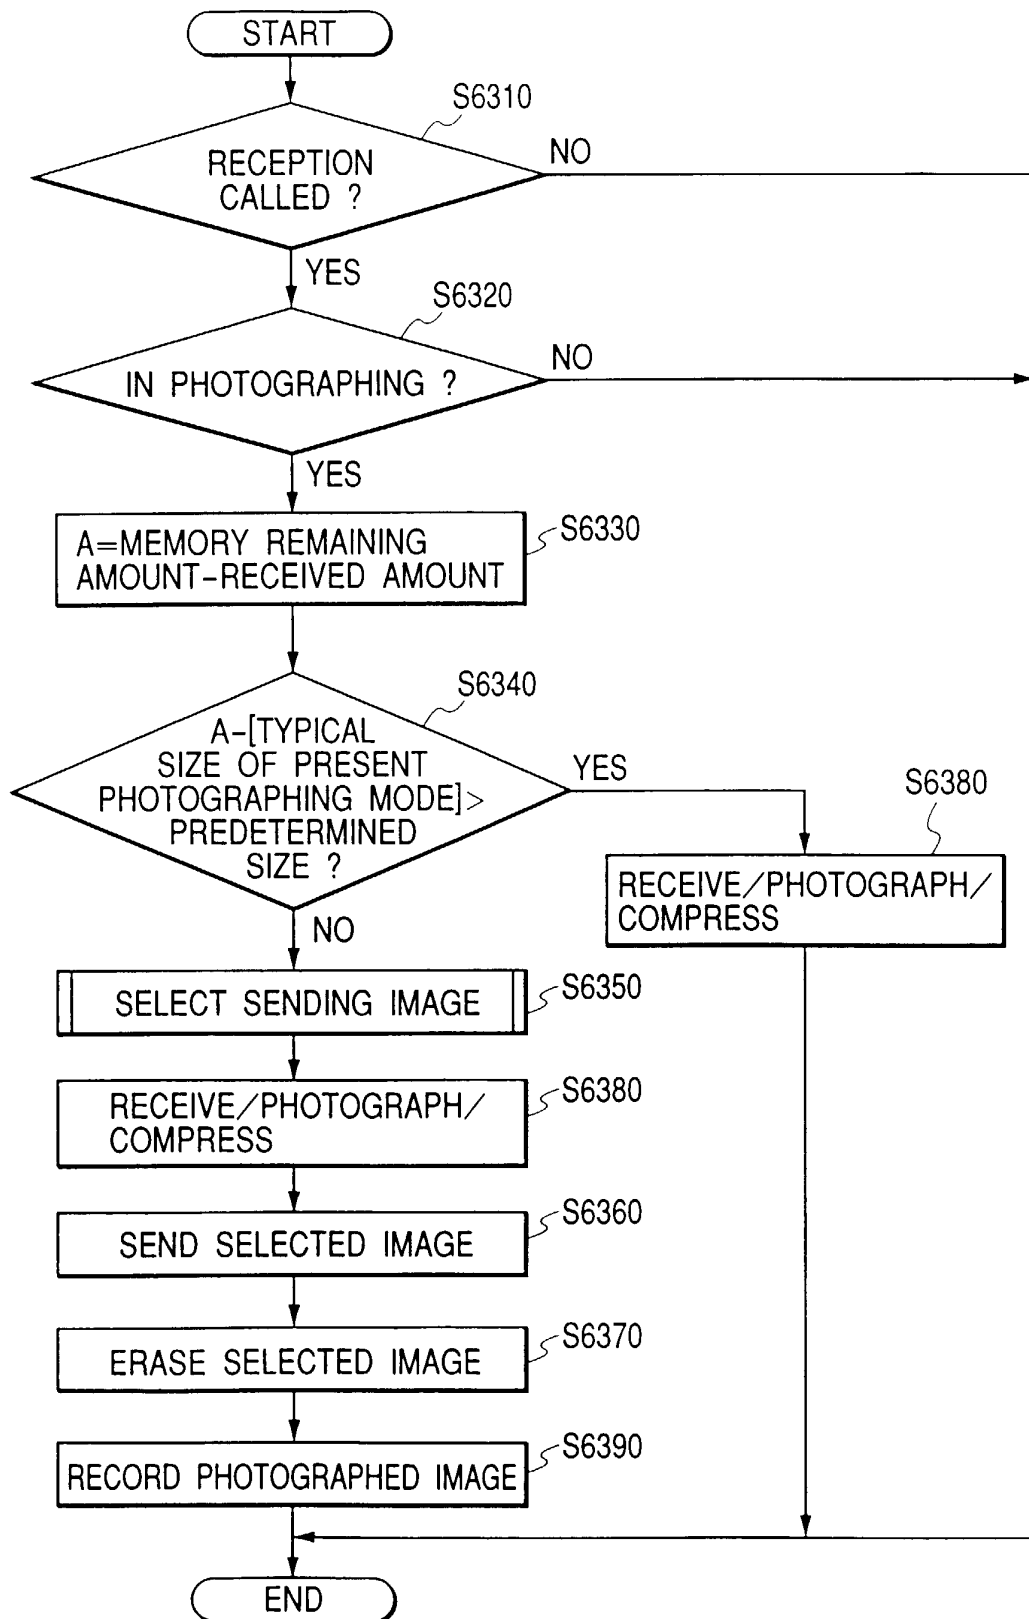 START
S6310
RECEPTION
CALLED ?
NO
YES
S6320
IN PHOTOGRAPHING ?
NO
YES
S6330
A=MEMORY REMAINING
AMOUNT-RECEIVED AMOUNT
S6340
A-[TYPICAL
SIZE OF PRESENT
PHOTOGRAPHING MODE]>
PREDETERMINED
SIZE ?
YES
S6380
RECEIVE/PHOTOGRAPH/
COMPRESS
NO
SELECT SENDING IMAGE
S6350
RECEIVE/PHOTOGRAPH/
COMPRESS
S6380
SEND SELECTED IMAGE
S6360
ERASE SELECTED IMAGE
S6370
RECORD PHOTOGRAPHED IMAGE
S6390
END